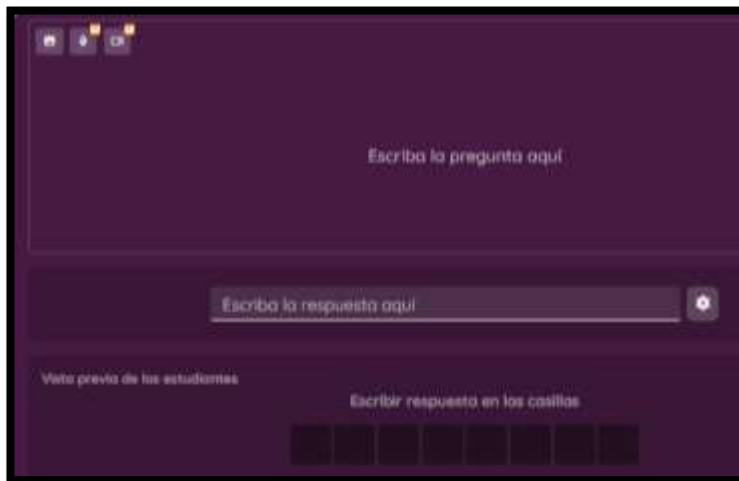 Escriba la pregunta aquí
Escriba la respuesta aquí
Vista previa de los estudiantes
Escribir respuesta en las casillas